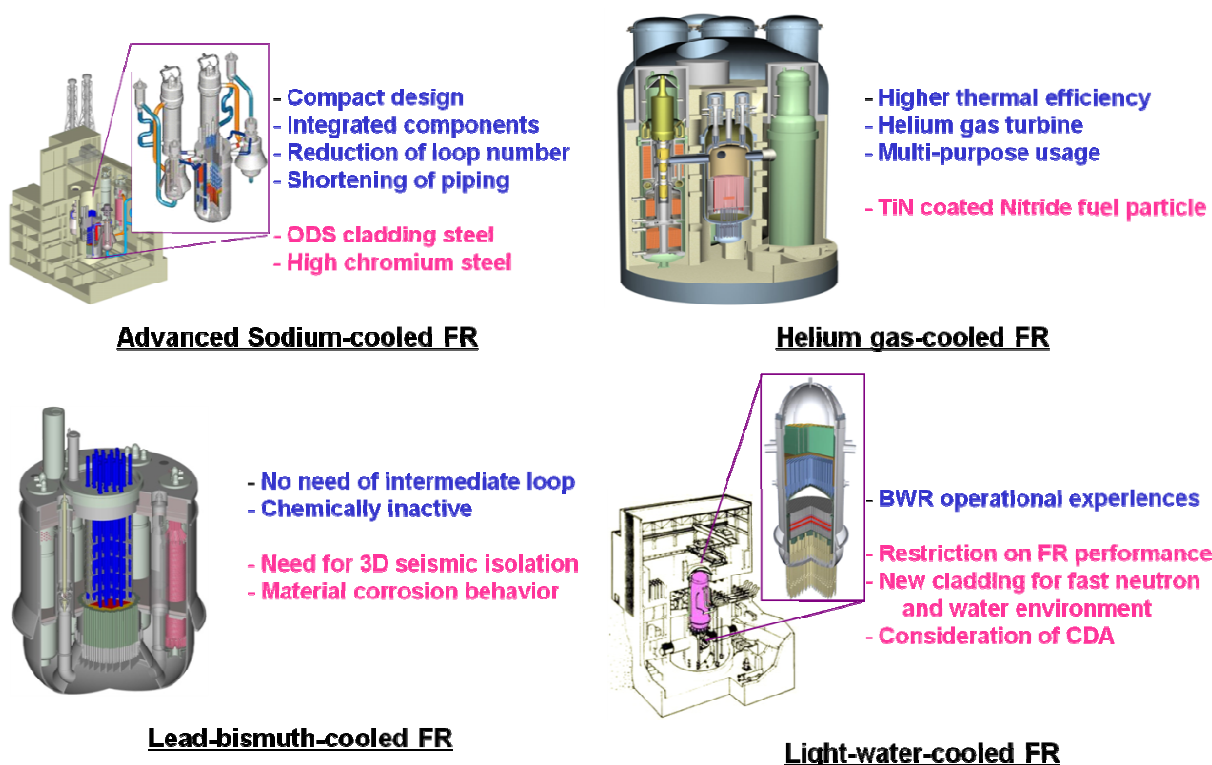 - Compact design
- Integrated components
- Reduction of loop number
- Shortening of piping
- ODS cladding steel
- High chromium steel
Advanced Sodium-cooled FR
- Higher thermal efficiency
- Helium gas turbine
- Multi-purpose usage
- TiN coated Nitride fuel particle
Helium gas-cooled FR
- No need of intermediate loop
- Chemically inactive
- Need for 3D seismic isolation
- Material corrosion behavior
Lead-bismuth-cooled FR
- BWR operational experiences
- Restriction on FR performance
- New cladding for fast neutron
and water environment
- Consideration of CDA
Light-water-cooled FR